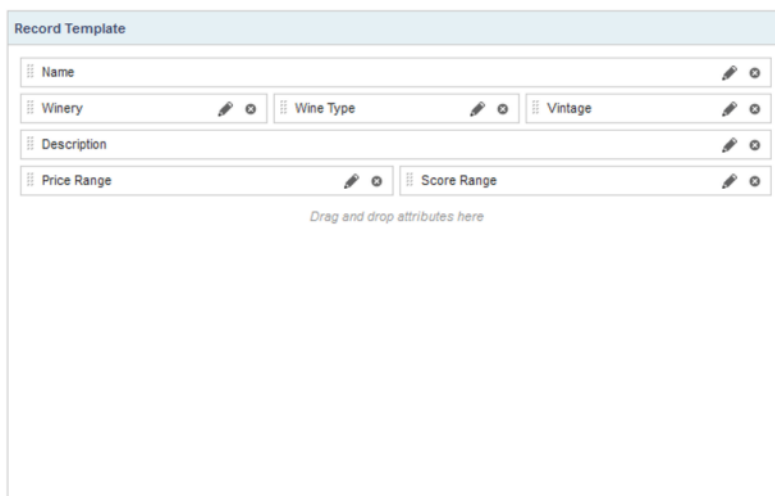 Record Template
Name
Winery Wine Type Vintage
Description
Price Range Score Range
Drag and drop attributes here